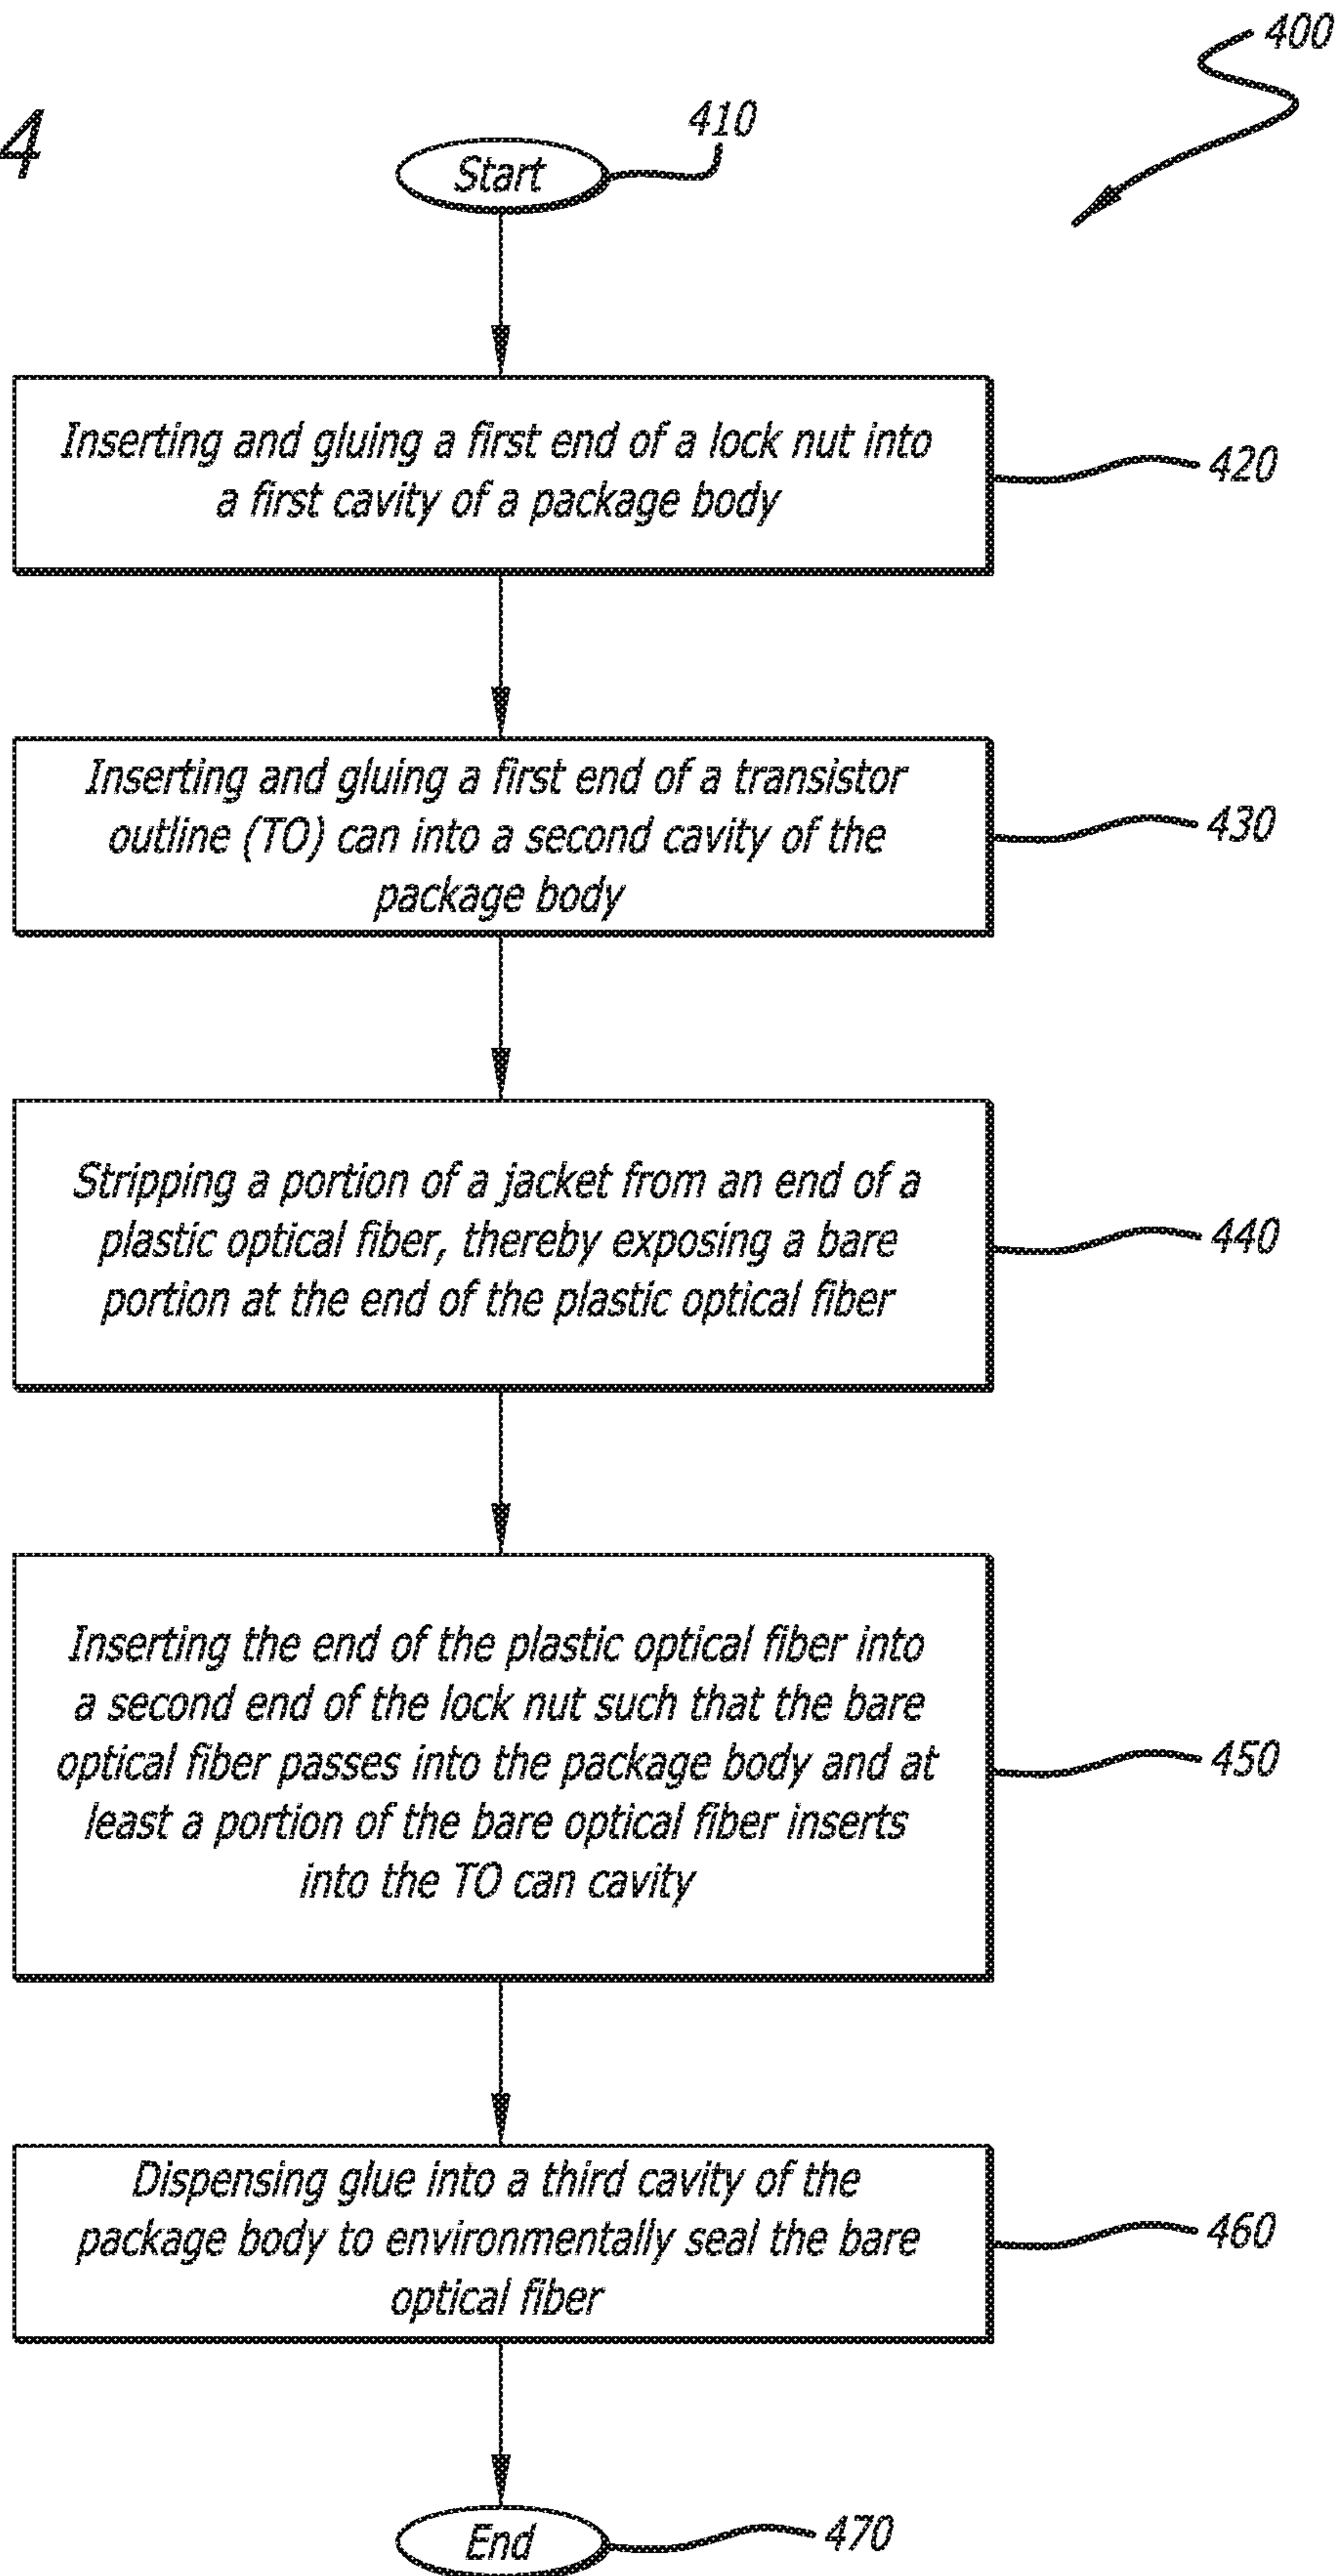 400
4
410
Start
Inserting and gluing a first end of a lock nut into
a first cavity of a package body
420
Inserting and gluing a first end of a transistor
outline (TO) can into a second cavity of the
package body
430
Stripping a portion of a jacket from an end of a
plastic optical fiber, thereby exposing a bare
portion at the end of the plastic optical fiber
440
Inserting the end of the plastic optical fiber into
a second end of the lock nut such that the bare
optical fiber passes into the package body and at
least a portion of the bare optical fiber inserts
into the TO can cavity
450
Dispensing glue into a third cavity of the
package body to environmentally seal the bare
optical fiber
460
End
470